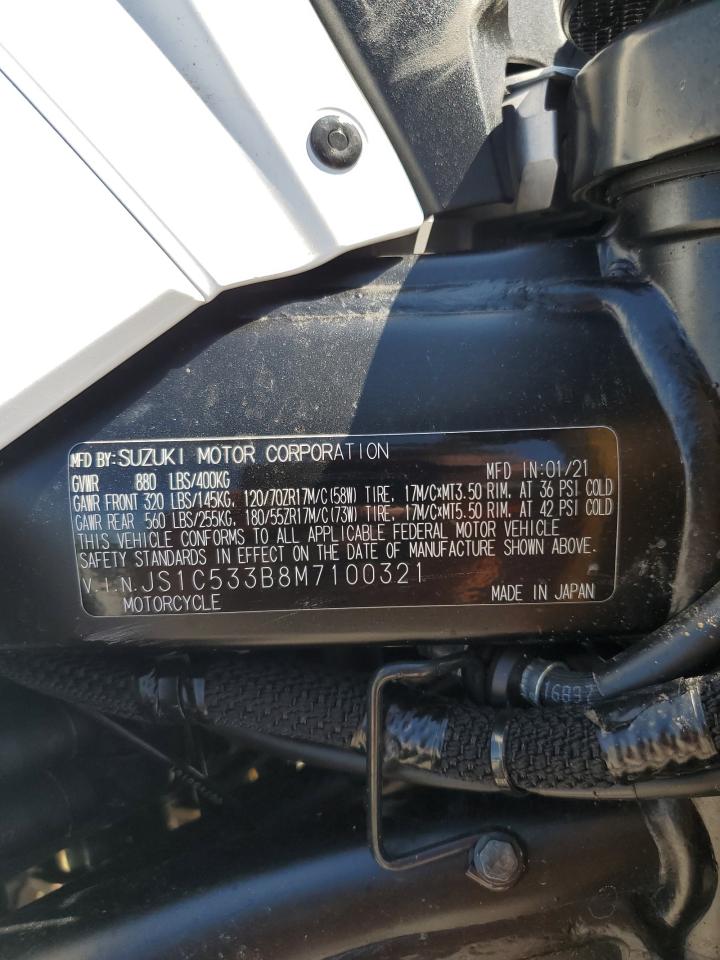 MFD BY:SUZUKI MOTOR CORPORATION MFD IN:01/21
GVWR 880 LBS/400KG
GAWR FRONT 320 LBS/145KG, 120/70ZR17M/C(58W) TIRE, 17M/C×MT3.50 RIM, AT 36 PSI COLD
GAWR REAR 560 LBS/255KG, 180/55ZR17M/C(73W) TIRE, 17M/C×MT5.50 RIM, AT 42 PSI COLD
THIS VEHICLE CONFORMS TO ALL APPLICABLE FEDERAL MOTOR VEHICLE
SAFETY STANDARDS IN EFFECT ON THE DATE OF MANUFACTURE SHOWN ABOVE.
V.I.N.JS1C533B8M7100321
MOTORCYCLE MADE IN JAPAN